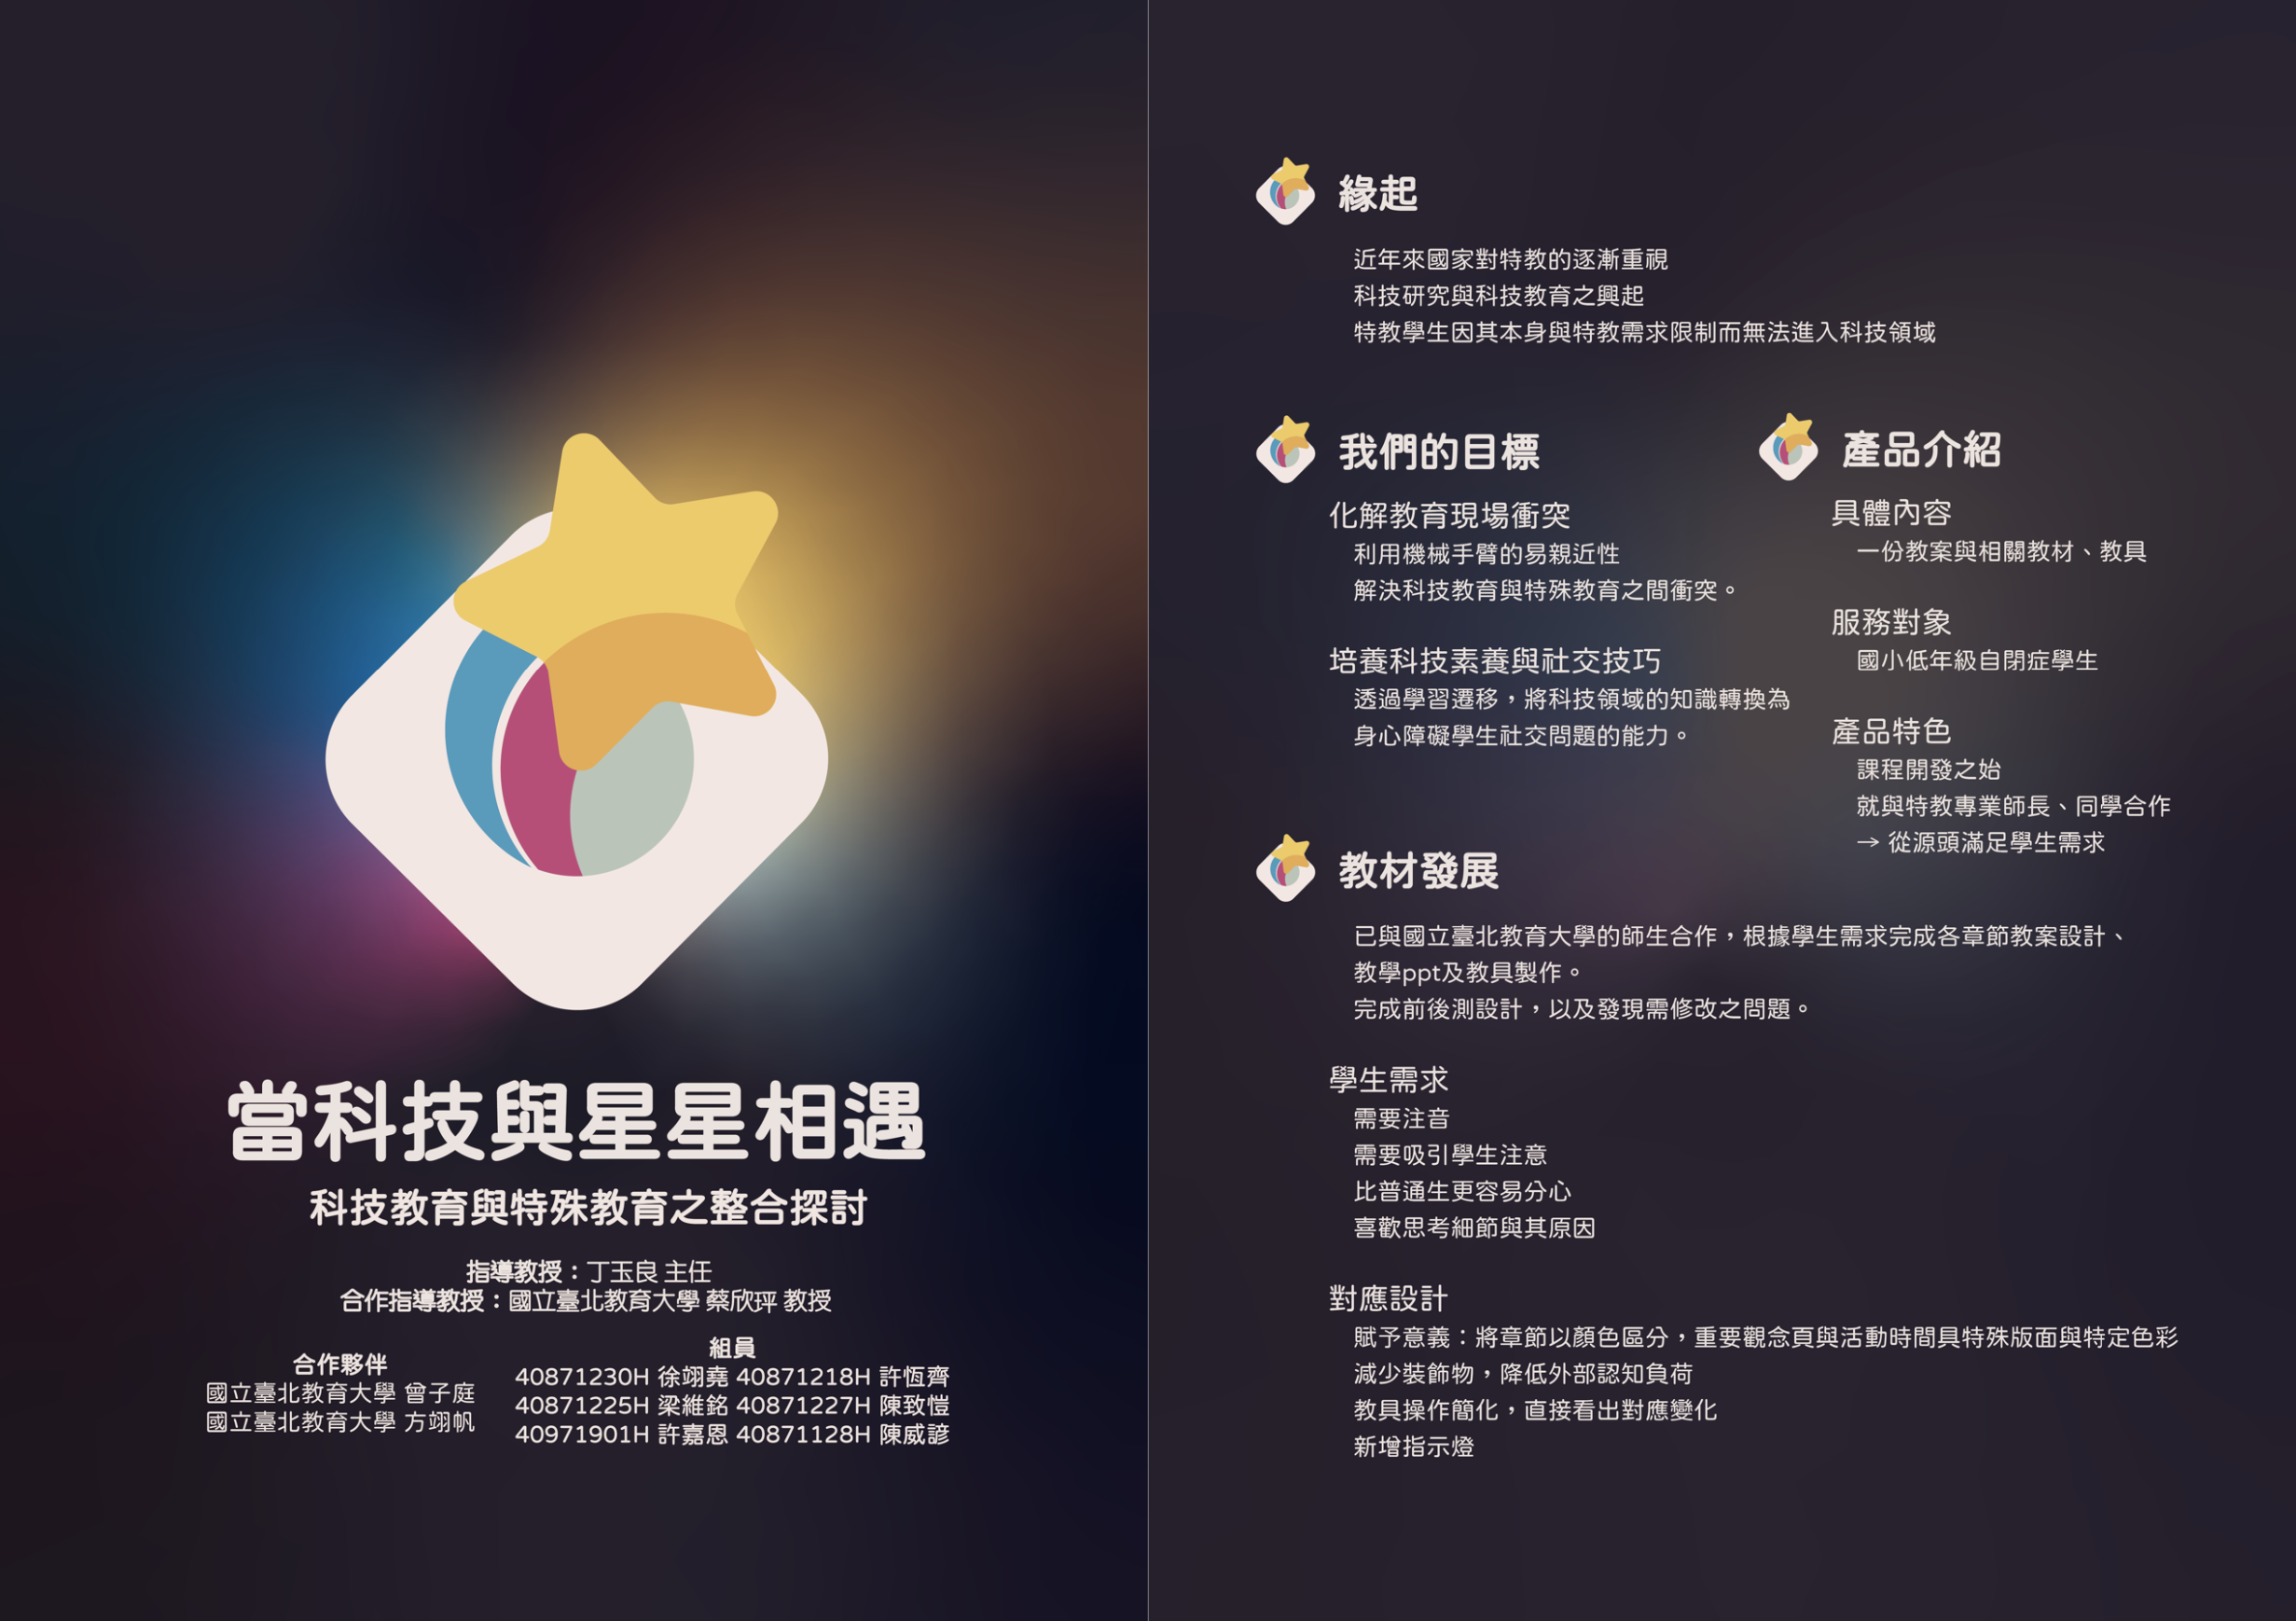 當科技與星星相遇
科技教育與特殊教育之整合探討
指導教授：丁玉良 主任
合作指導教授：國立臺北教育大學 蔡欣玶 教授
合作夥伴
國立臺北教育大學 曾子庭
國立臺北教育大學 方翊帆
組員
40871230H 徐翊堯 40871218H 許恆齊
40871225H 梁維銘 40871227H 陳致愷
40971901H 許嘉恩 40871128H 陳威諺
緣起
近年來國家對特教的逐漸重視
科技研究與科技教育之興起
特教學生因其本身與特教需求限制而無法進入科技領域
我們的目標
化解教育現場衝突
利用機械手臂的易親近性
解決科技教育與特殊教育之間衝突。
培養科技素養與社交技巧
透過學習遷移，將科技領域的知識轉換為
身心障礙學生社交問題的能力。
產品介紹
具體內容
一份教案與相關教材、教具
服務對象
國小低年級自閉症學生
產品特色
課程開發之始
就與特教專業師長、同學合作
→ 從源頭滿足學生需求
教材發展
已與國立臺北教育大學的師生合作，根據學生需求完成各章節教案設計、
教學ppt及教具製作。
完成前後測設計，以及發現需修改之問題。
學生需求
需要注音
需要吸引學生注意
比普通生更容易分心
喜歡思考細節與其原因
對應設計
賦予意義：將章節以顏色區分，重要觀念頁與活動時間具特殊版面與特定色彩
減少裝飾物，降低外部認知負荷
教具操作簡化，直接看出對應變化
新增指示燈